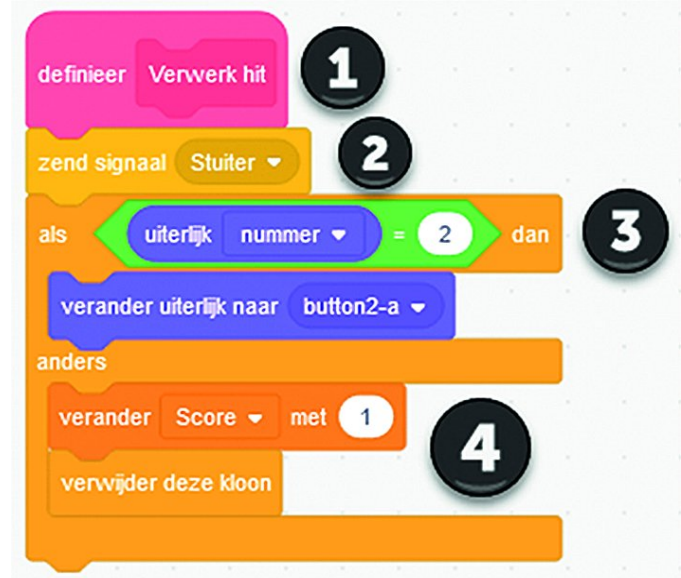 definieer Verwerk hit
1
zend signaal Stuiter
2
als uiterlijk nummer = 2 dan
3
verander uiterlijk naar button2-a
anders
verander Score met 1
4
verwijder deze kloon